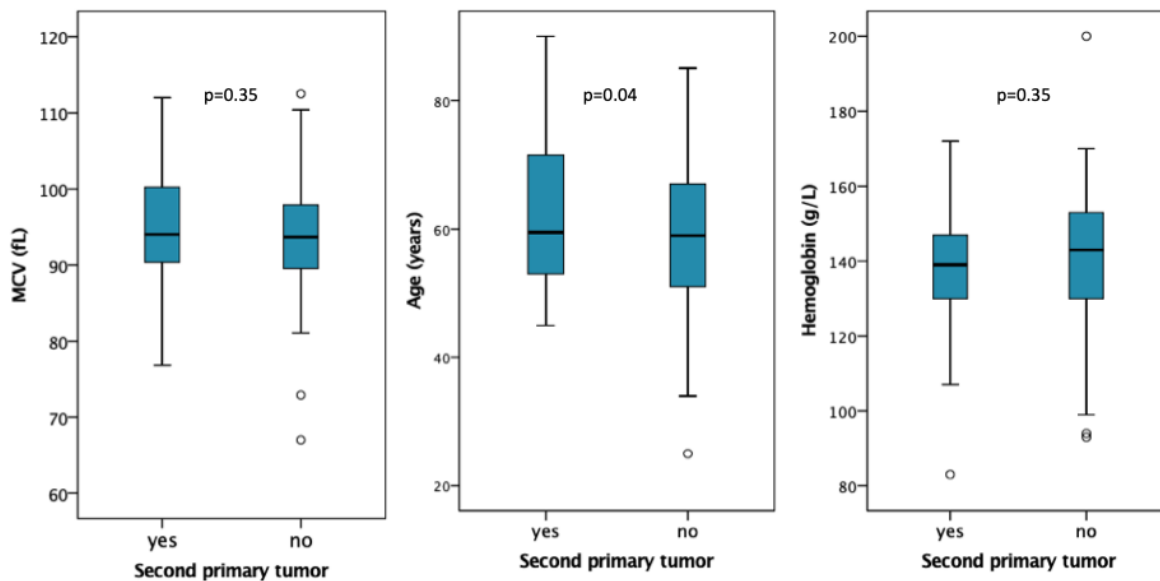 MCV (fL)
120
110
100
90
80
70
60
p=0.35
yes no
Second primary tumor
Age (years)
80
60
40
20
p=0.04
yes no
Second primary tumor
Hemoglobin (g/L)
200
180
160
140
120
100
80
p=0.35
yes no
Second primary tumor